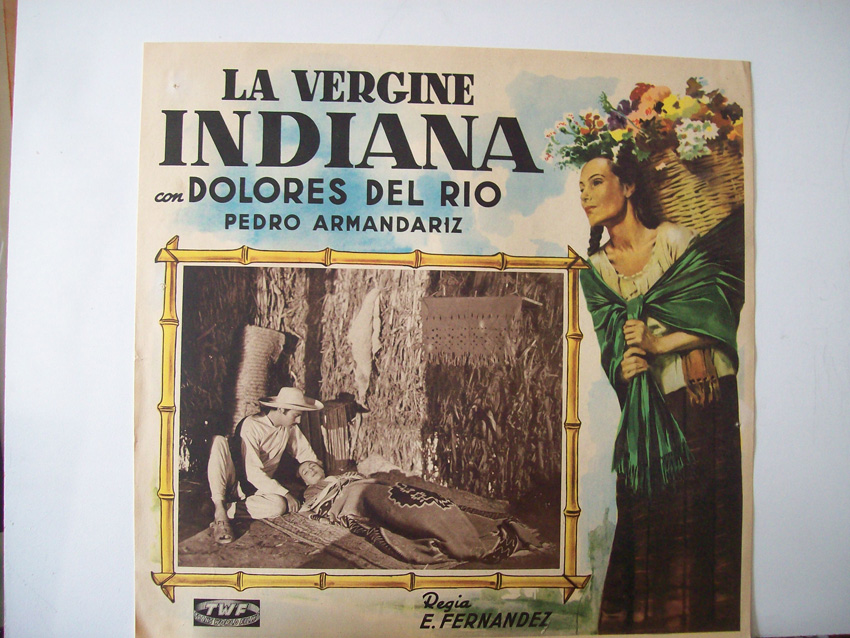 LA VERGINE
INDIANA
con DOLORES DEL RIO
PEDRO ARMANDARIZ
TWF
Regia
E. FERNANDEZ